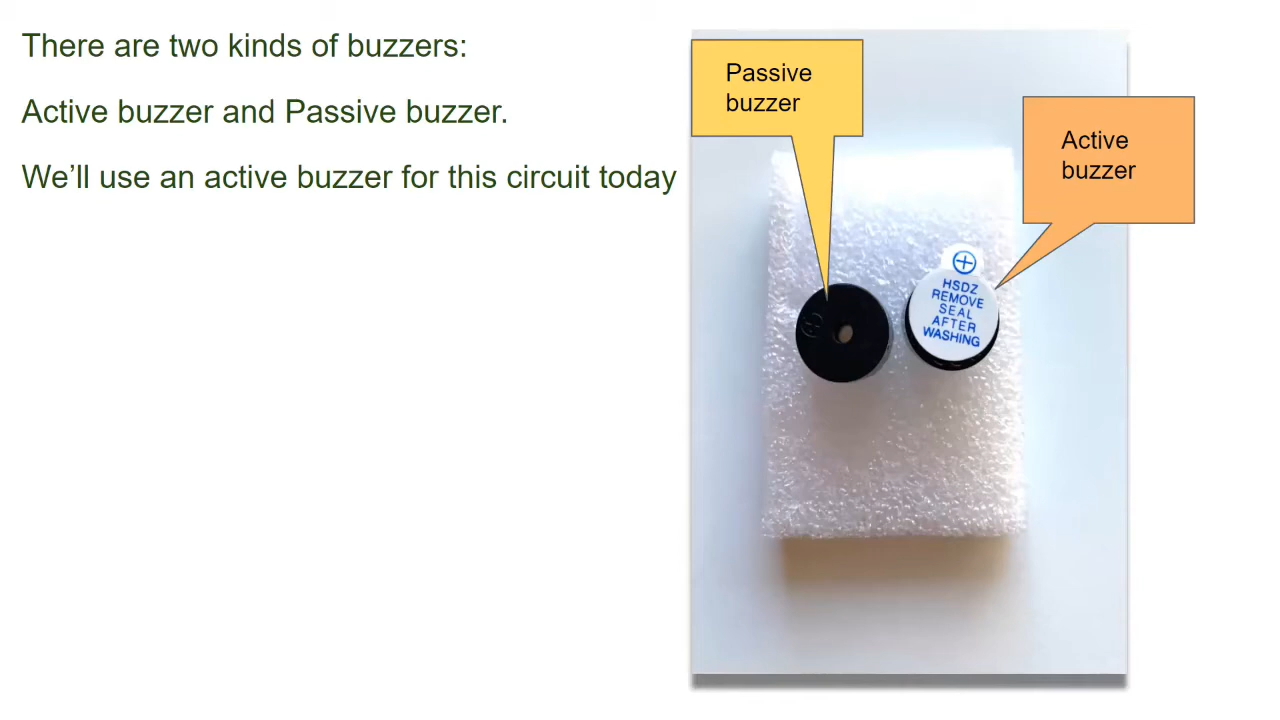 There are two kinds of buzzers:
Active buzzer and Passive buzzer.
We’ll use an active buzzer for this circuit today
Passive
buzzer
Active
buzzer
HSDZ
REMOVE
SEAL
AFTER
WASHING